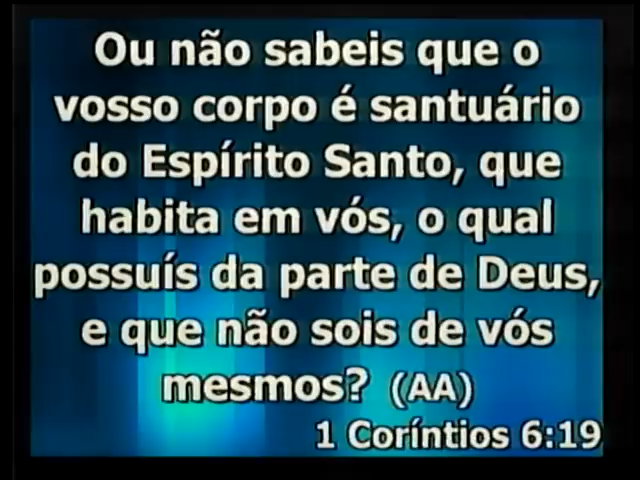 Ou não sabeis que o
vosso corpo é santuário
do Espírito Santo, que
habita em vós, o qual
possuís da parte de Deus,
e que não sois de vós
mesmos? (AA)
1 Coríntios 6:19